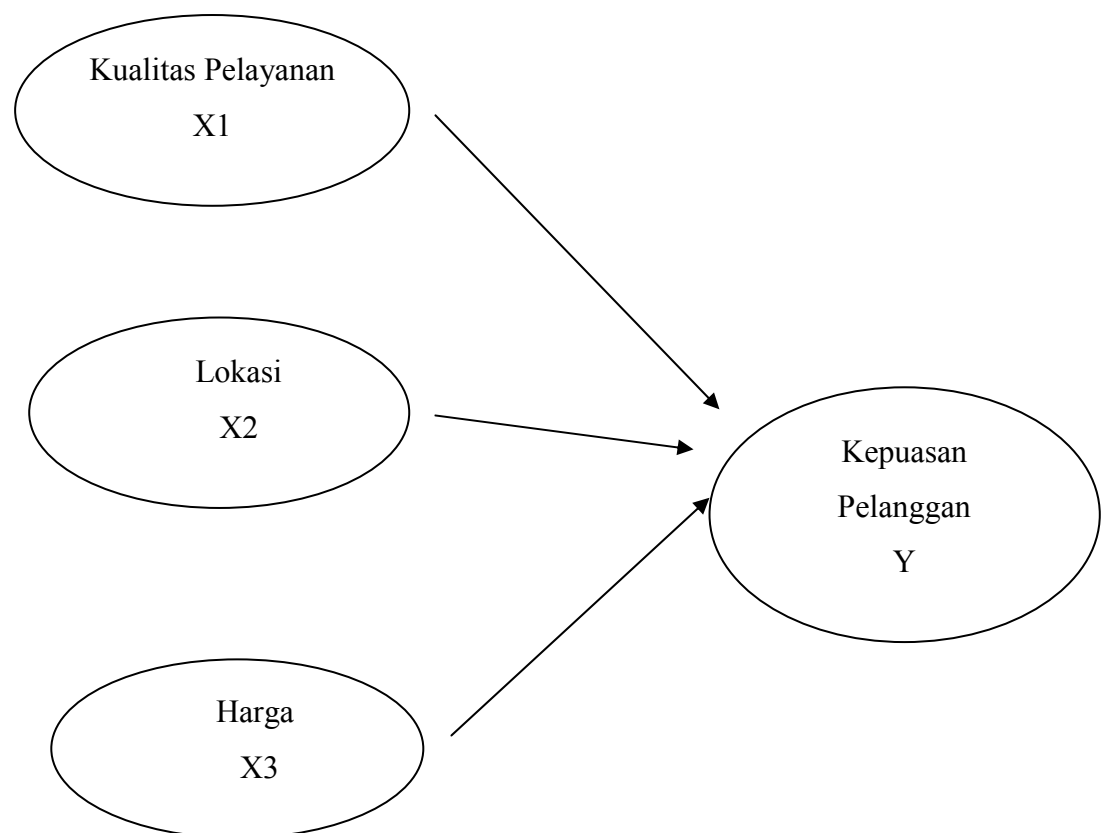 Kualitas Pelayanan
X1
Lokasi
X2
Kepuasan
Pelanggan
Y
Harga
X3